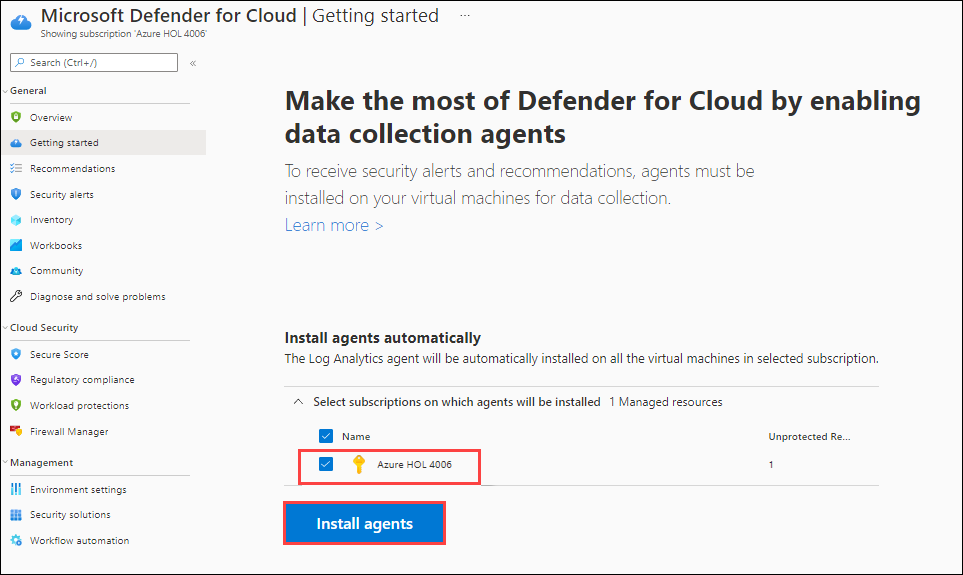 Microsoft Defender for Cloud | Getting started ...
Showing subscription 'Azure HOL 4006'
Search (Ctrl+/) «
General
Overview
Getting started
Recommendations
Security alerts
Inventory
Workbooks
Community
Diagnose and solve problems
Cloud Security
Secure Score
Regulatory compliance
Workload protections
Firewall Manager
Management
Environment settings
Security solutions
Workflow automation
Make the most of Defender for Cloud by enabling
data collection agents
To receive security alerts and recommendations, agents must be
installed on your virtual machines for data collection.
Learn more >
Install agents automatically
The Log Analytics agent will be automatically installed on all the virtual machines in selected subscription.
Select subscriptions on which agents will be installed 1 Managed resources
Name Unprotected Re...
Azure HOL 4006 1
Install agents